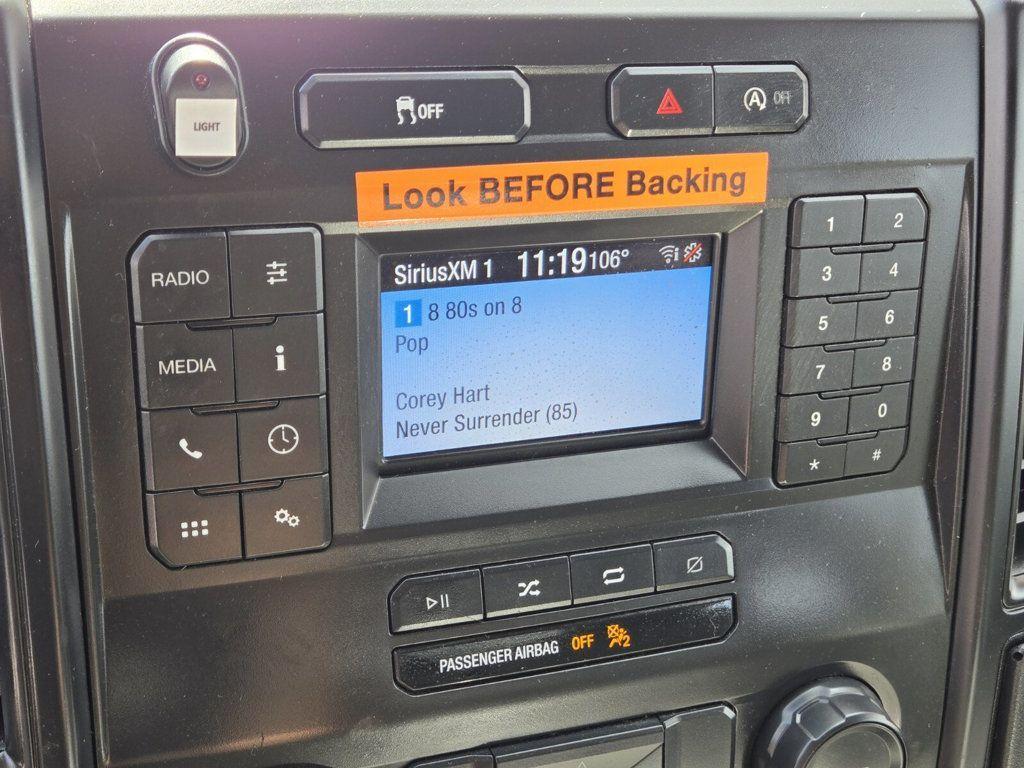 LIGHT
OFF
A OFF
Look BEFORE Backing
RADIO
MEDIA
i
SiriusXM 1 11:19 106°
1 8 80s on 8
Pop
Corey Hart
Never Surrender (85)
1 2
3 4
5 6
7 8
9 0
* #
PASSENGER AIRBAG OFF 2